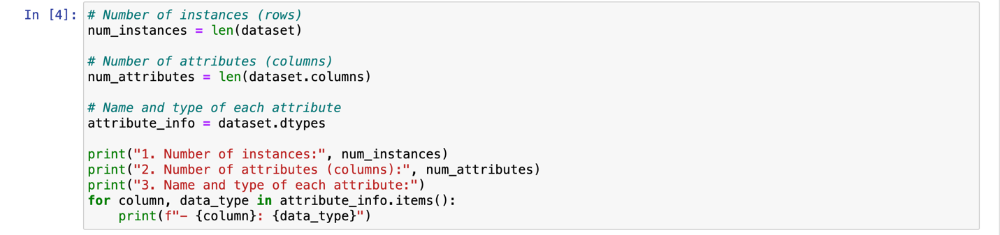 In [4]: # Number of instances (rows)
num_instances = len(dataset)
# Number of attributes (columns)
num_attributes = len(dataset.columns)
# Name and type of each attribute
attribute_info = dataset.dtypes
print("1. Number of instances:", num_instances)
print("2. Number of attributes (columns):", num_attributes)
print("3. Name and type of each attribute:")
for column, data_type in attribute_info.items():
    print(f"- {column}: {data_type}")